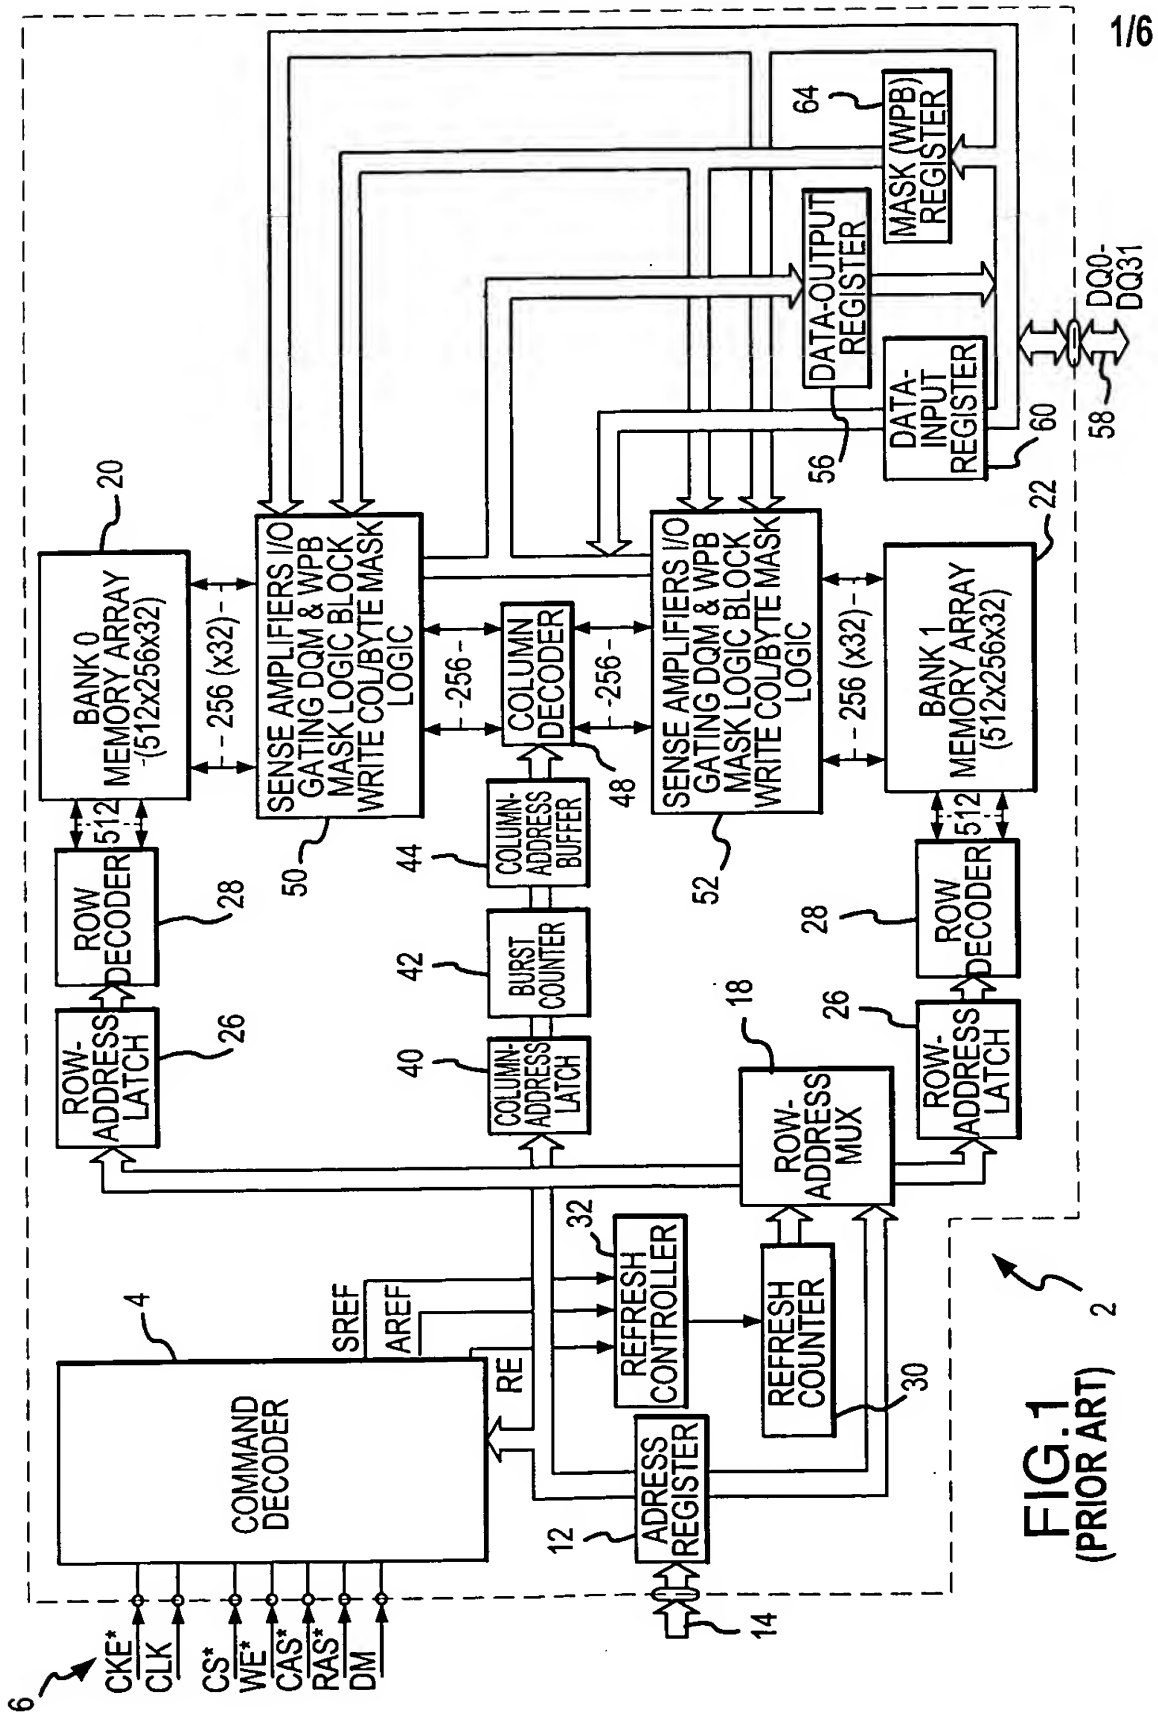 1/6
6
CKE*
CLK
CS*
WE*
CAS*
RAS*
DM
4
COMMAND
DECODER
SREF
AREF
RE
14
12
ADRESS
REGISTER
32
REFRESH
CONTROLLER
REFRESH
COUNTER
30
18
ROW-
ADDRESS
MUX
ROW-
ADDRESS
LATCH
26
ROW
DECODER
28
512
BANK 0
MEMORY ARRAY
(512x256x32)
20
256 (x32)
SENSE AMPLIFIERS I/O
GATING DQM & WPB
MASK LOGIC BLOCK
WRITE COL/BYTE MASK
LOGIC
50
256
40
COLUMN-
ADDRESS
LATCH
42
BURST
COUNTER
44
COLUMN-
ADDRESS
BUFFER
COLUMN
DECODER
48
256
SENSE AMPLIFIERS I/O
GATING DQM & WPB
MASK LOGIC BLOCK
WRITE COL/BYTE MASK
LOGIC
52
256 (x32)
26
ROW-
ADDRESS
LATCH
28
ROW
DECODER
512
BANK 1
MEMORY ARRAY
(512x256x32)
22
DATA-OUTPUT
REGISTER
56
DATA-
INPUT
REGISTER
60
64
MASK (WPB)
REGISTER
58
DQ0-
DQ31
2
FIG.1
(PRIOR ART)